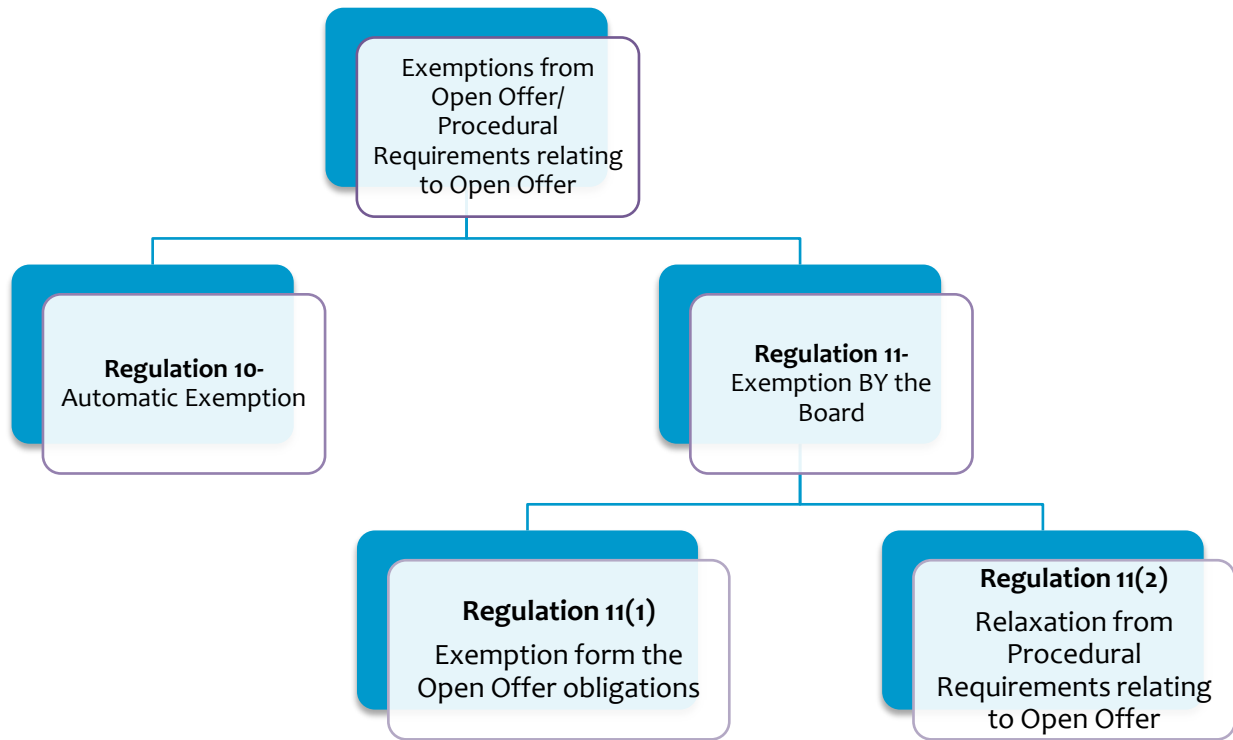 Exemptions from
Open Offer/
Procedural
Requirements relating
to Open Offer
Regulation 10-
Automatic Exemption
Regulation 11-
Exemption BY the
Board
Regulation 11(1)
Exemption form the
Open Offer obligations
Regulation 11(2)
Relaxation from
Procedural
Requirements relating
to Open Offer